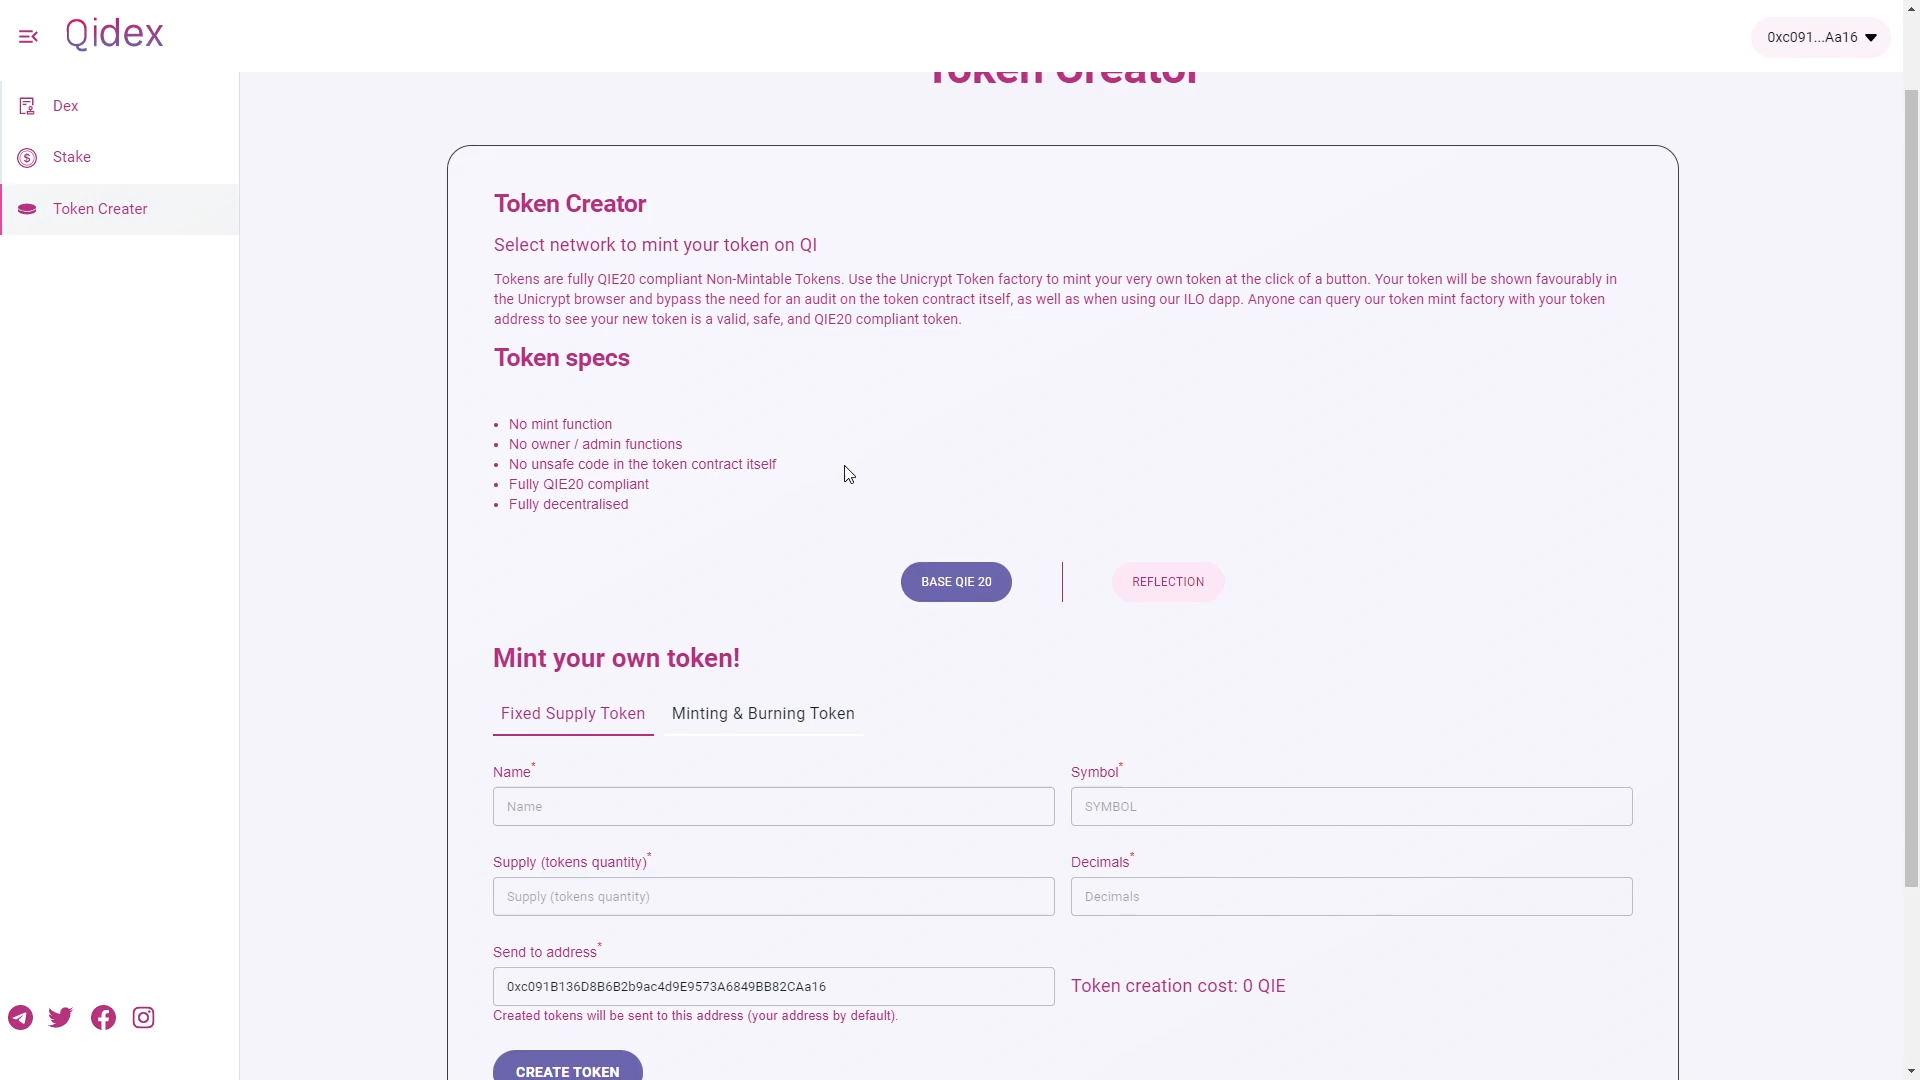 Qidex
0xc091...Aa16
Dex
Stake
Token Creater
Token Creator
Token Creator
Select network to mint your token on QI
Tokens are fully QIE20 compliant Non-Mintable Tokens. Use the Unicrypt Token factory to mint your very own token at the click of a button. Your token will be shown favourably in
the Unicrypt browser and bypass the need for an audit on the token contract itself, as well as when using our ILO dapp. Anyone can query our token mint factory with your token
address to see your new token is a valid, safe, and QIE20 compliant token.
Token specs
• No mint function
• No owner / admin functions
• No unsafe code in the token contract itself
• Fully QIE20 compliant
• Fully decentralised
BASE QIE 20
REFLECTION
Mint your own token!
Fixed Supply Token
Minting & Burning Token
Name*
Symbol*
Name
SYMBOL
Supply (tokens quantity)*
Decimals*
Supply (tokens quantity)
Decimals
Send to address*
0xc091B136D8B6B2b9ac4d9E9573A6849BB82CAa16
Token creation cost: 0 QIE
Created tokens will be sent to this address (your address by default).
CREATE TOKEN